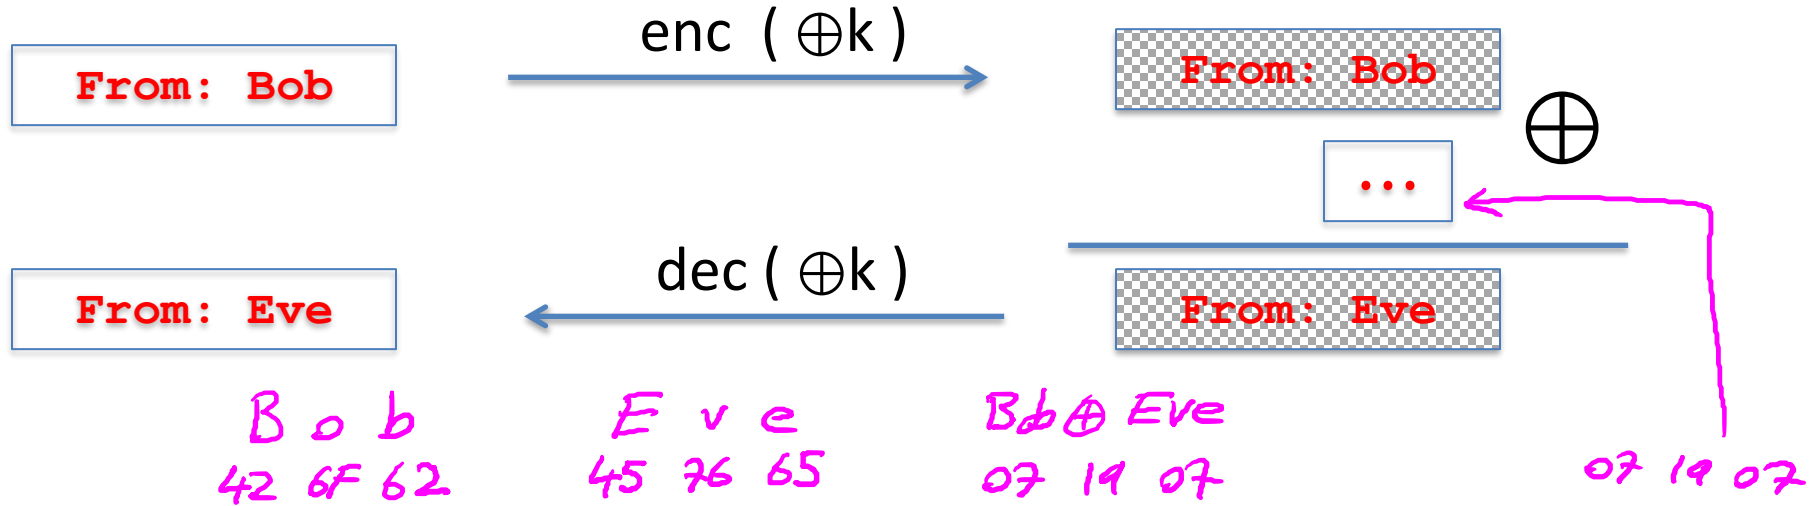 enc ( ⊕k )
From: Bob
From: Bob
⊕
...
dec ( ⊕k )
From: Eve
From: Eve
B o b E v e Bob ⊕ Eve
42 6F 62 45 76 65 07 19 07 07 19 07